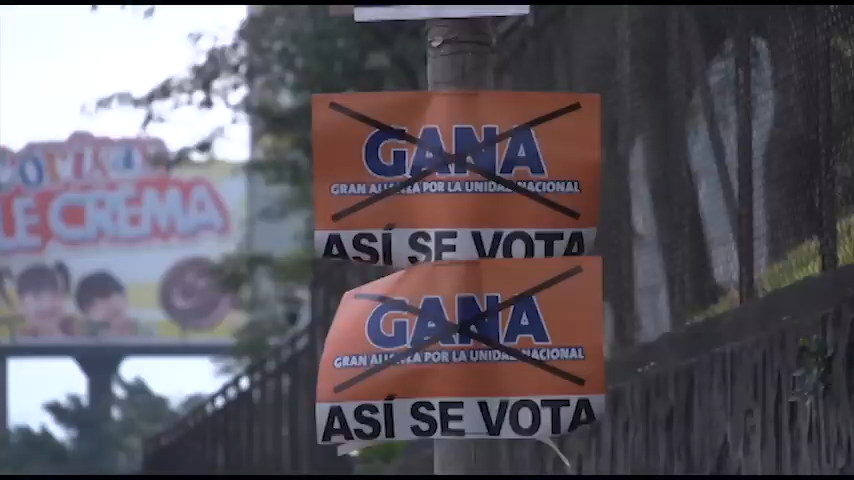 LE CREMA
GANA
GRAN ALIANZA POR LA UNIDAD NACIONAL
ASÍ SE VOTA
GANA
GRAN ALIANZA POR LA UNIDAD NACIONAL
ASÍ SE VOTA